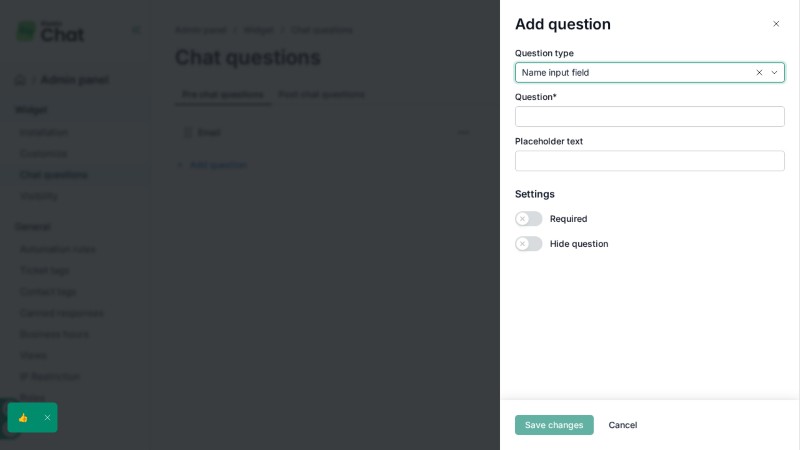 Add question
Question type
Name input field
Question*
Placeholder text
Settings
Required
Hide question
Save changes
Cancel
Chat
Admin panel / Widget / Chat questions
Chat questions
Pre chat questions
Post chat questions
Email
Add question
/ Admin panel
Widget
Installation
Customize
Chat questions
Visibility
General
Automation rules
Ticket tags
Contact tags
Canned responses
Business hours
Views
IP Restriction